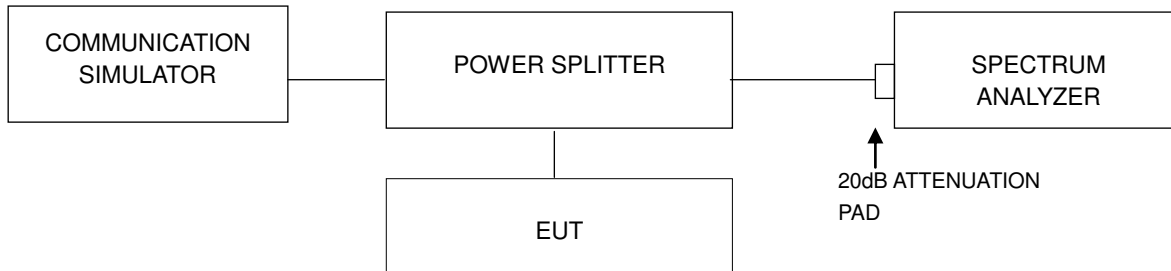 COMMUNICATION
SIMULATOR
POWER SPLITTER
SPECTRUM
ANALYZER
20dB ATTENUATION
PAD
EUT